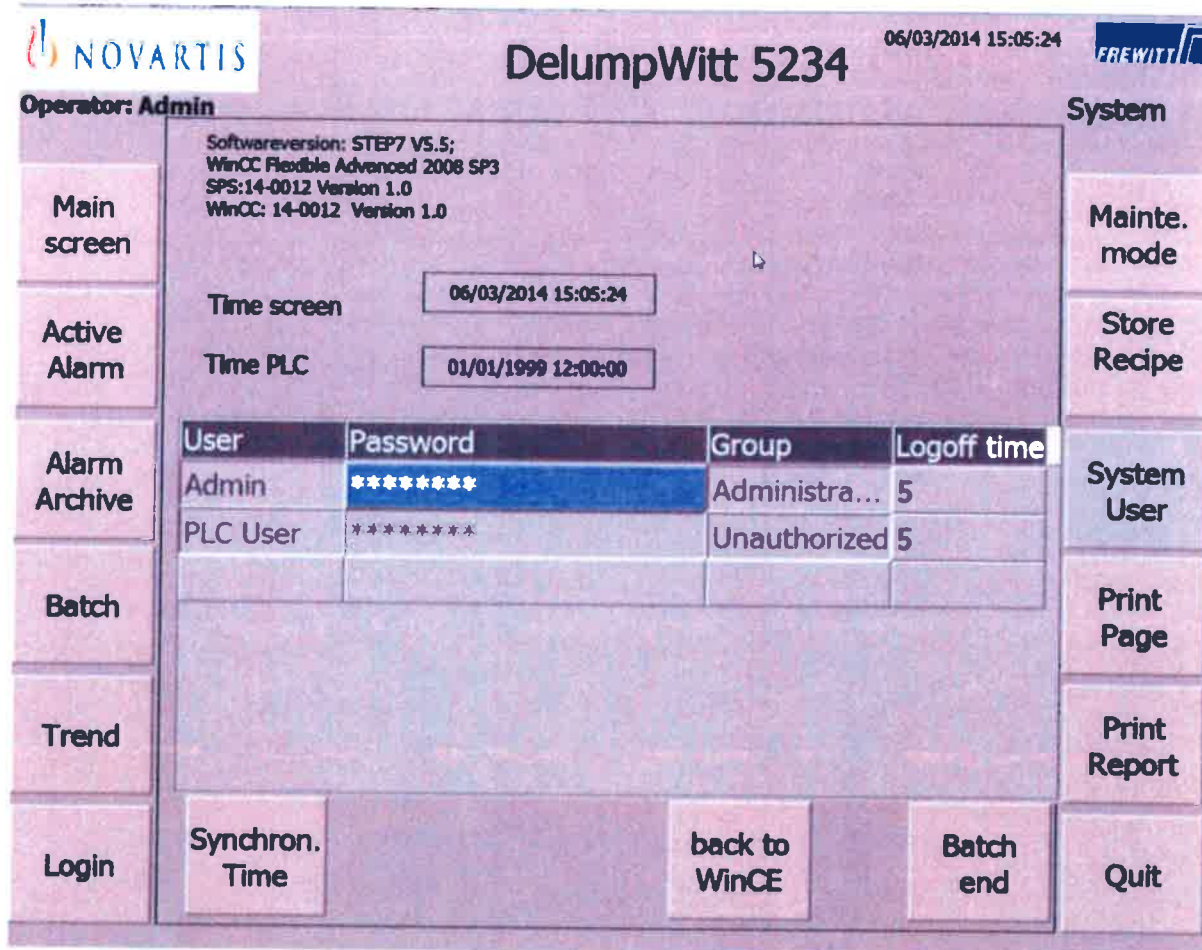 NOVARTIS
DelumpWitt 5234
06/03/2014 15:05:24
FREWITT
Operator: Admin
System
Softwareversion: STEP7 V5.5;
WinCC Flexible Advanced 2008 SP3
SPS:14-0012 Version 1.0
WinCC: 14-0012 Version 1.0
Main
screen
Active
Alarm
Alarm
Archive
Batch
Trend
Login
Time screen
06/03/2014 15:05:24
Time PLC
01/01/1999 12:00:00
User Password Group Logoff time
Admin ******** Administra... 5
PLC User ******** Unauthorized 5
Synchron.
Time
back to
WinCE
Batch
end
Mainte.
mode
Store
Recipe
System
User
Print
Page
Print
Report
Quit